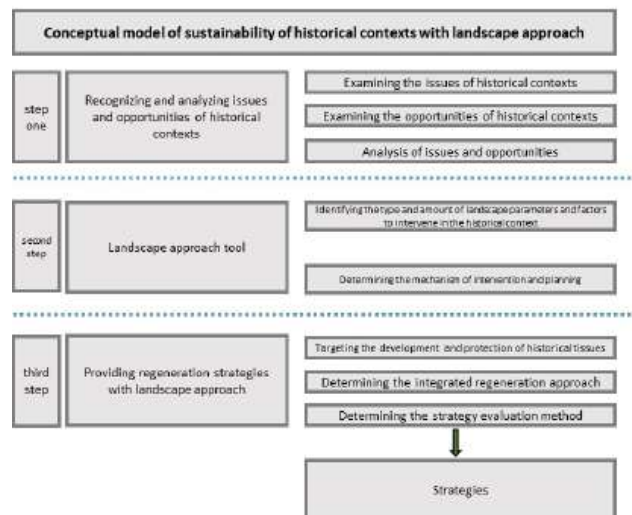 Conceptual model of sustainability of historical contexts with landscape approach
step
one
Recognizing and analyzing issues
and opportunities of historical
contexts
Examining the issues of historical contexts
Examining the opportunities of historical contexts
Analysis of issues and opportunities
second
step
Landscape approach tool
Identifying the type and amount of landscape parameters and factors
to intervene in the historical context
Determining the mechanism of intervention and planning
third
step
Providing regeneration strategies
with landscape approach
Targeting the development and protection of historical tissues
Determining the integrated regeneration approach
Determining the strategy evaluation method
Strategies